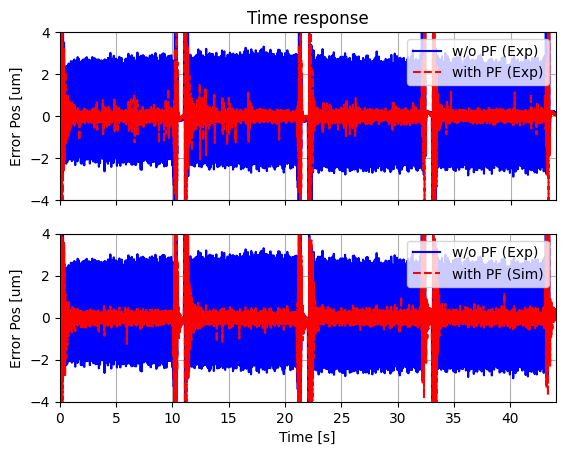 Time response
4
2
0
−2
−4
Error Pos [um]
w/o PF (Exp)
with PF (Exp)
4
2
0
−2
−4
Error Pos [um]
w/o PF (Exp)
with PF (Sim)
0 5 10 15 20 25 30 35 40
Time [s]